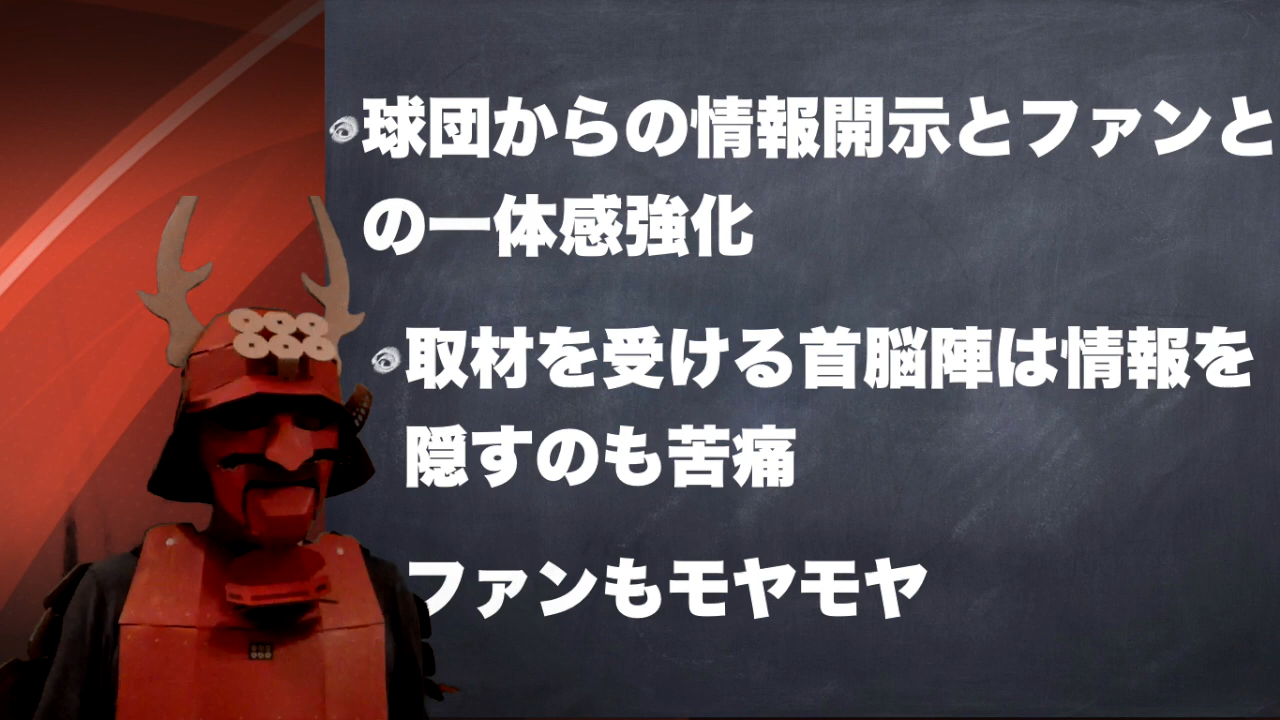 球団からの情報開示とファンと
の一体感強化
取材を受ける首脳陣は情報を
隠すのも苦痛
ファンもモヤモヤ